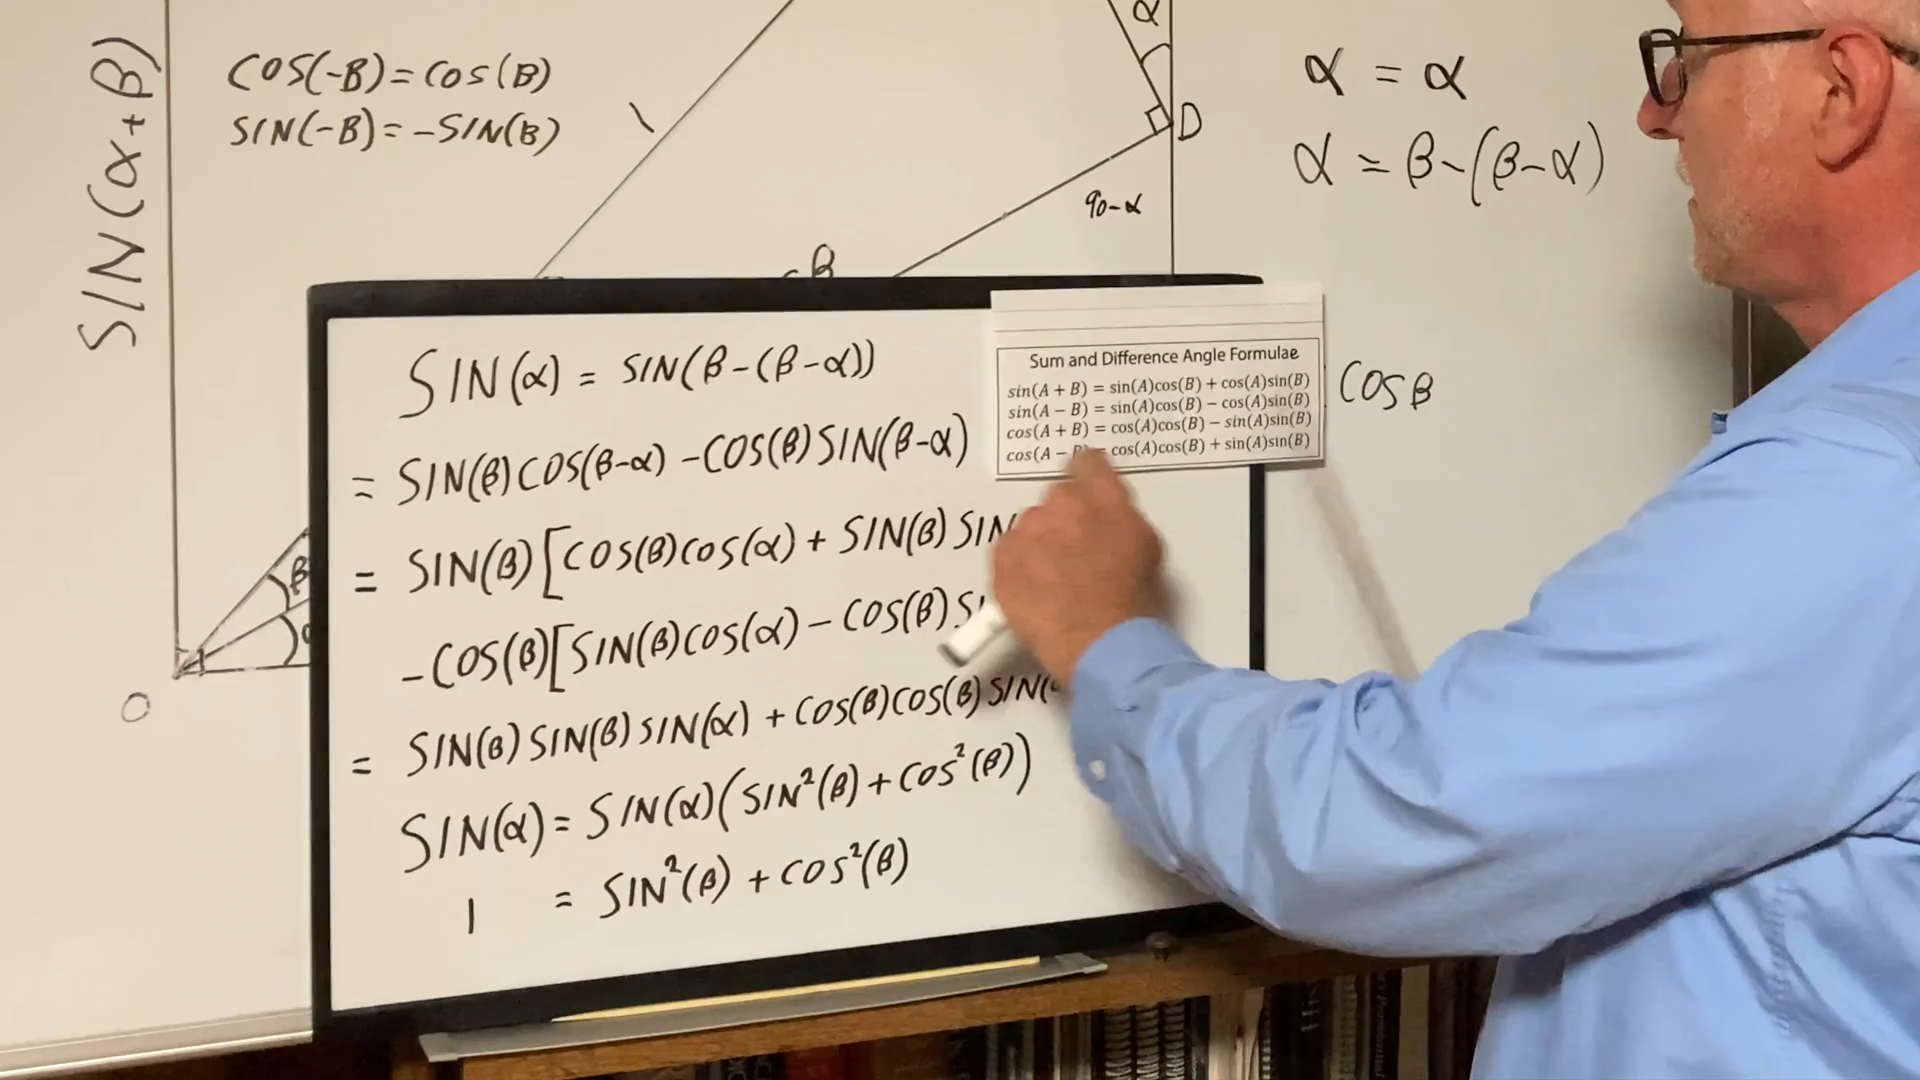 SIN(α+β)
COS(-B)=COS(B)
SIN(-B)=-SIN(B)
1
α
D
90-α
β
α = α
α = β-(β-α)
COSβ
β
O
SIN(α) = SIN(β-(β-α))
= SIN(β)COS(β-α) -COS(β)SIN(β-α)
= SIN(β)[COS(β)COS(α) + SIN(β)SIN
-COS(β)[SIN(β)COS(α) - COS(β)
= SIN(β)SIN(β)SIN(α) + COS(β)COS(β)SIN(
SIN(α) = SIN(α)(SIN²(β) + COS²(β))
1 = SIN²(β) + COS²(β)
Sum and Difference Angle Formulae
sin(A + B) = sin(A)cos(B) + cos(A)sin(B)
sin(A − B) = sin(A)cos(B) − cos(A)sin(B)
cos(A + B) = cos(A)cos(B) − sin(A)sin(B)
cos(A − = cos(A)cos(B) + sin(A)sin(B)